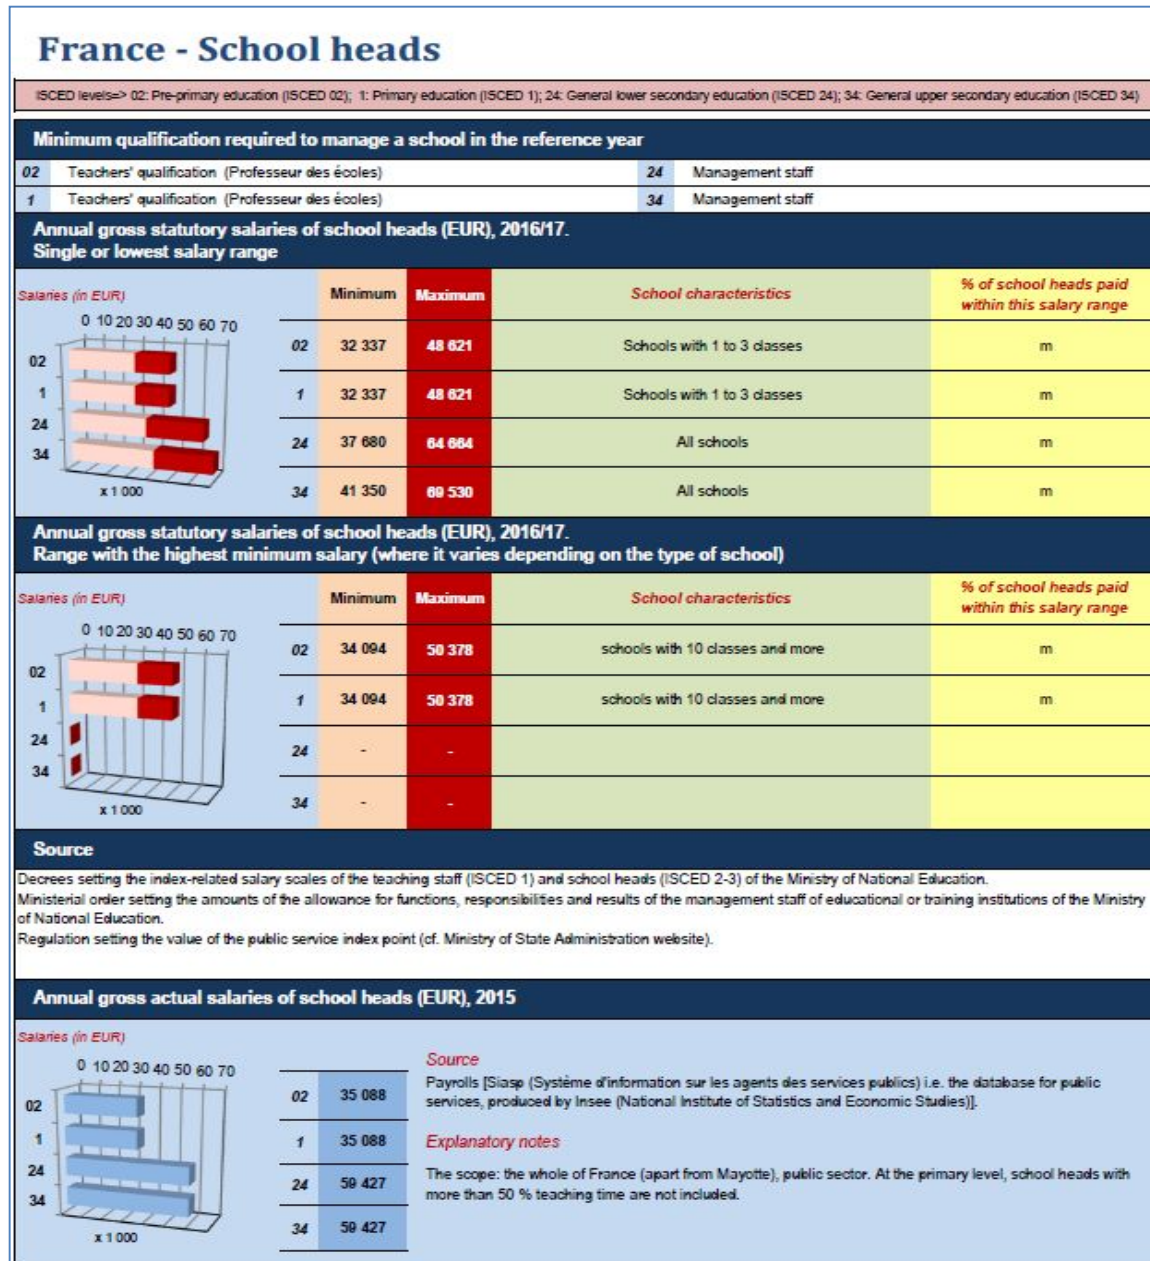 France - School heads
ISCED levels=> 02: Pre-primary education (ISCED 02); 1: Primary education (ISCED 1); 24: General lower secondary education (ISCED 24); 34: General upper secondary education (ISCED 34)
Minimum qualification required to manage a school in the reference year
02 Teachers' qualification (Professeur des écoles) 24 Management staff
1 Teachers' qualification (Professeur des écoles) 34 Management staff
Annual gross statutory salaries of school heads (EUR), 2016/17.
Single or lowest salary range
Salaries (in EUR) Minimum Maximum School characteristics % of school heads paid
within this salary range
0 10 20 30 40 50 60 70
02
1
24
34
x 1 000
02 32 337 48 621 Schools with 1 to 3 classes m
1 32 337 48 621 Schools with 1 to 3 classes m
24 37 680 64 664 All schools m
34 41 350 69 530 All schools m
Annual gross statutory salaries of school heads (EUR), 2016/17.
Range with the highest minimum salary (where it varies depending on the type of school)
Salaries (in EUR) Minimum Maximum School characteristics % of school heads paid
within this salary range
0 10 20 30 40 50 60 70
02
1
24
34
x 1 000
02 34 094 50 378 schools with 10 classes and more m
1 34 094 50 378 schools with 10 classes and more m
24 - -
34 - -
Source
Decrees setting the index-related salary scales of the teaching staff (ISCED 1) and school heads (ISCED 2-3) of the Ministry of National Education.
Ministerial order setting the amounts of the allowance for functions, responsibilities and results of the management staff of educational or training institutions of the Ministry
of National Education.
Regulation setting the value of the public service index point (cf. Ministry of State Administration website).
Annual gross actual salaries of school heads (EUR), 2015
Salaries (in EUR)
0 10 20 30 40 50 60 70
02
1
24
34
x 1 000
02 35 088
1 35 088
24 59 427
34 59 427
Source
Payrolls [Siasp (Système d'information sur les agents des services publics) i.e. the database for public
services, produced by Insee (National Institute of Statistics and Economic Studies)].
Explanatory notes
The scope: the whole of France (apart from Mayotte), public sector. At the primary level, school heads with
more than 50 % teaching time are not included.